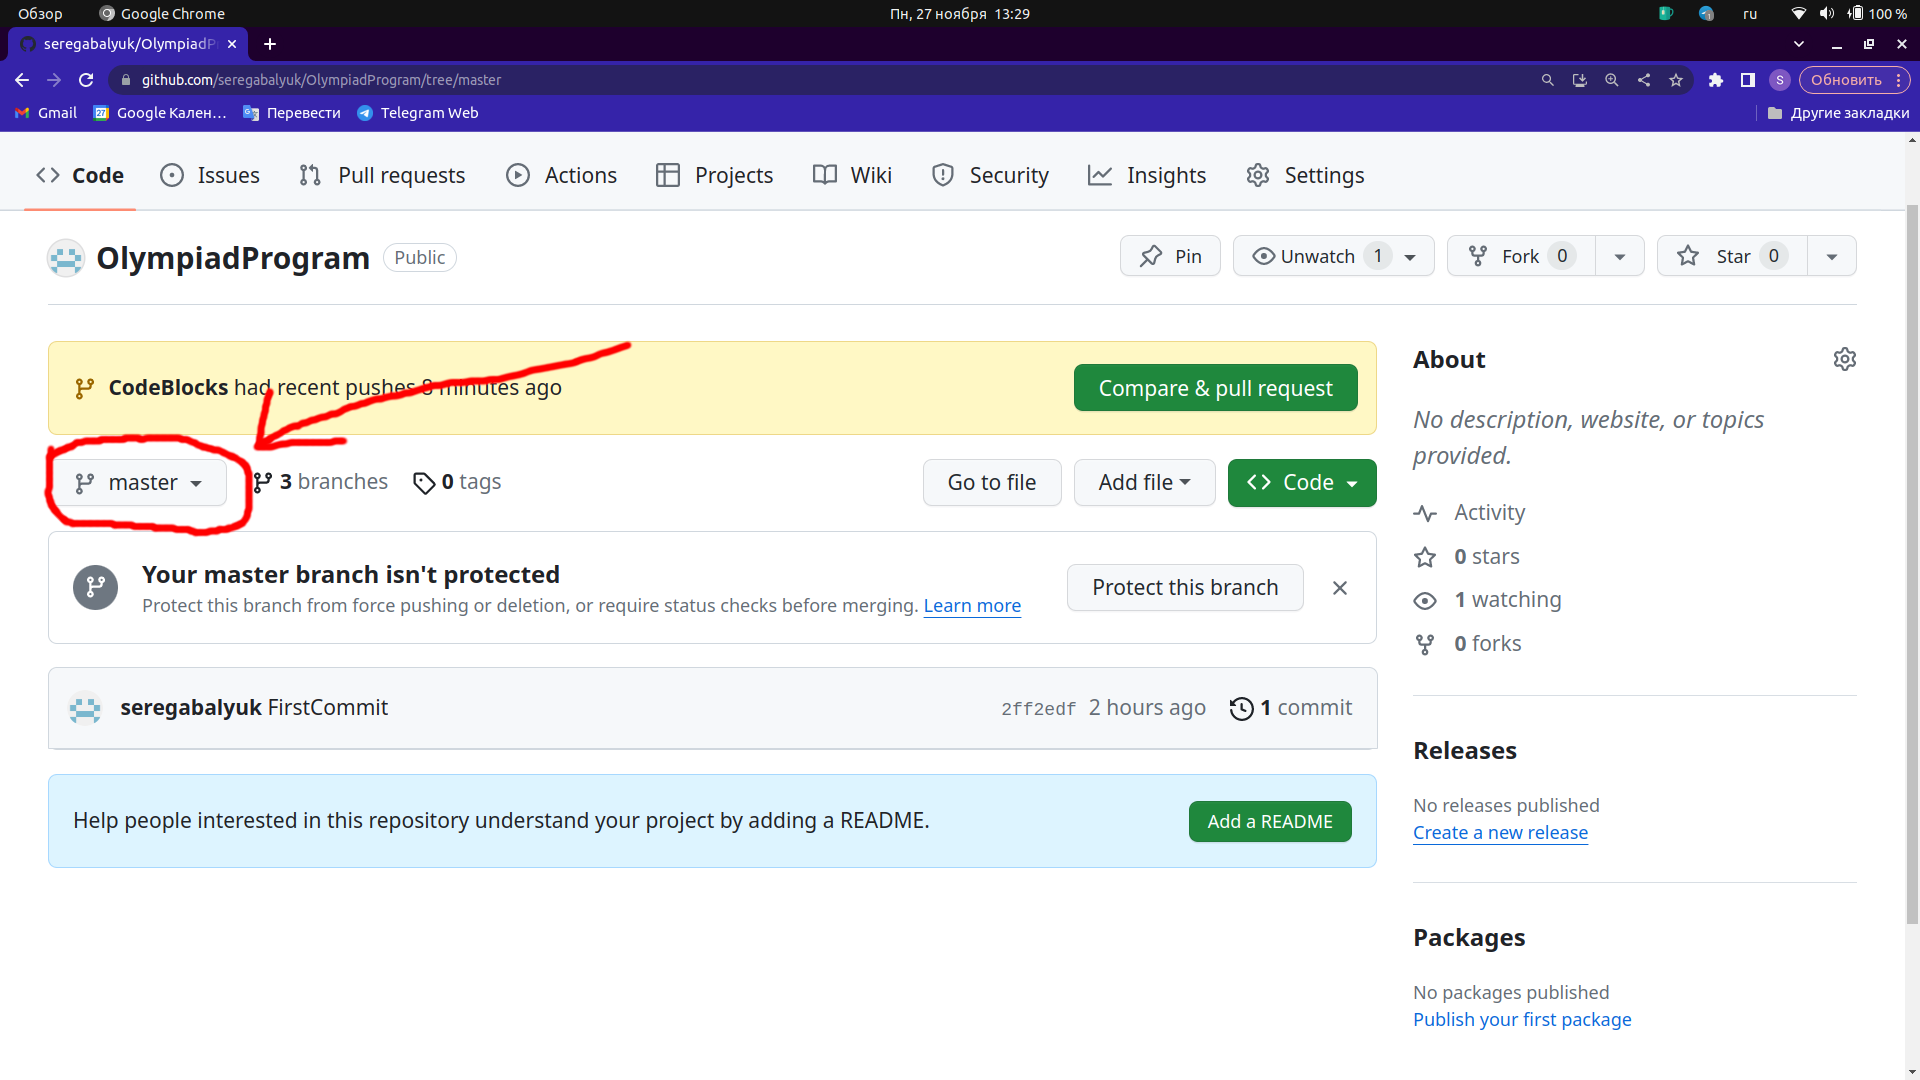 Обзор
Google Chrome
Пн, 27 ноября 13:29
ru
100 %
seregabalyuk/OlympiadP
github.com/seregabalyuk/OlympiadProgram/tree/master
S
Обновить
Gmail
27
Google Кален…
Перевести
Telegram Web
Другие закладки
Code
Issues
Pull requests
Actions
Projects
Wiki
Security
Insights
Settings
OlympiadProgram
Public
Pin
Unwatch 1
Fork 0
Star 0
CodeBlocks had recent pushes 8 minutes ago
Compare & pull request
master
3 branches
0 tags
Go to file
Add file
Code
Your master branch isn't protected
Protect this branch from force pushing or deletion, or require status checks before merging. Learn more
Protect this branch
seregabalyuk FirstCommit
2ff2edf 2 hours ago
1 commit
Help people interested in this repository understand your project by adding a README.
Add a README
About
No description, website, or topics
provided.
Activity
0 stars
1 watching
0 forks
Releases
No releases published
Create a new release
Packages
No packages published
Publish your first package